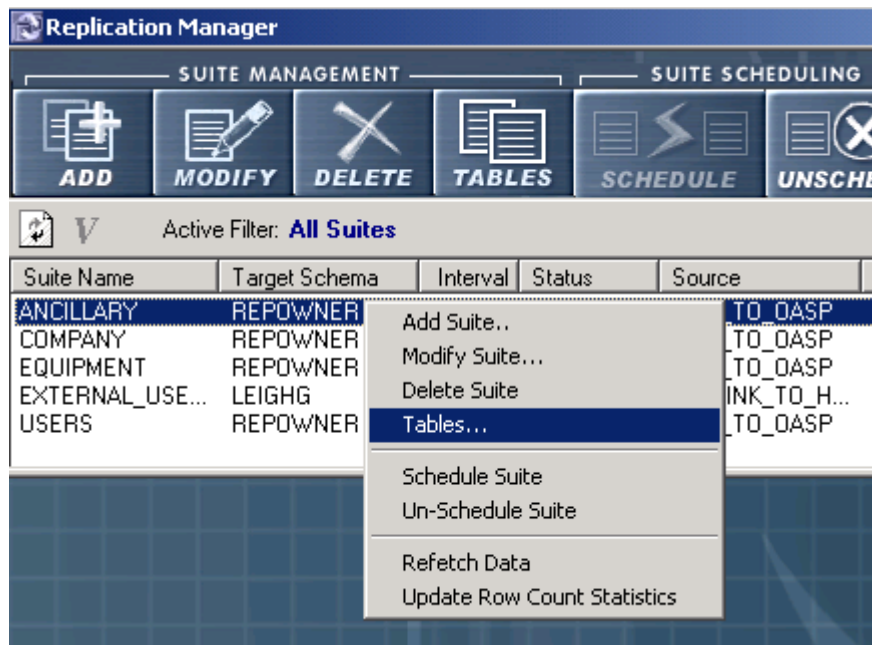 Replication Manager
SUITE MANAGEMENT SUITE SCHEDULING
ADD MODIFY DELETE TABLES SCHEDULE UNSCHE
V Active Filter: All Suites
Suite Name Target Schema Interval Status Source
ANCILLARY REPOWNER _TO_OASP
COMPANY REPOWNER _TO_OASP
EQUIPMENT REPOWNER _TO_OASP
EXTERNAL_USE... LEIGHG INK_TO_H...
USERS REPOWNER _TO_OASP
Add Suite..
Modify Suite...
Delete Suite
Tables...
Schedule Suite
Un-Schedule Suite
Refetch Data
Update Row Count Statistics